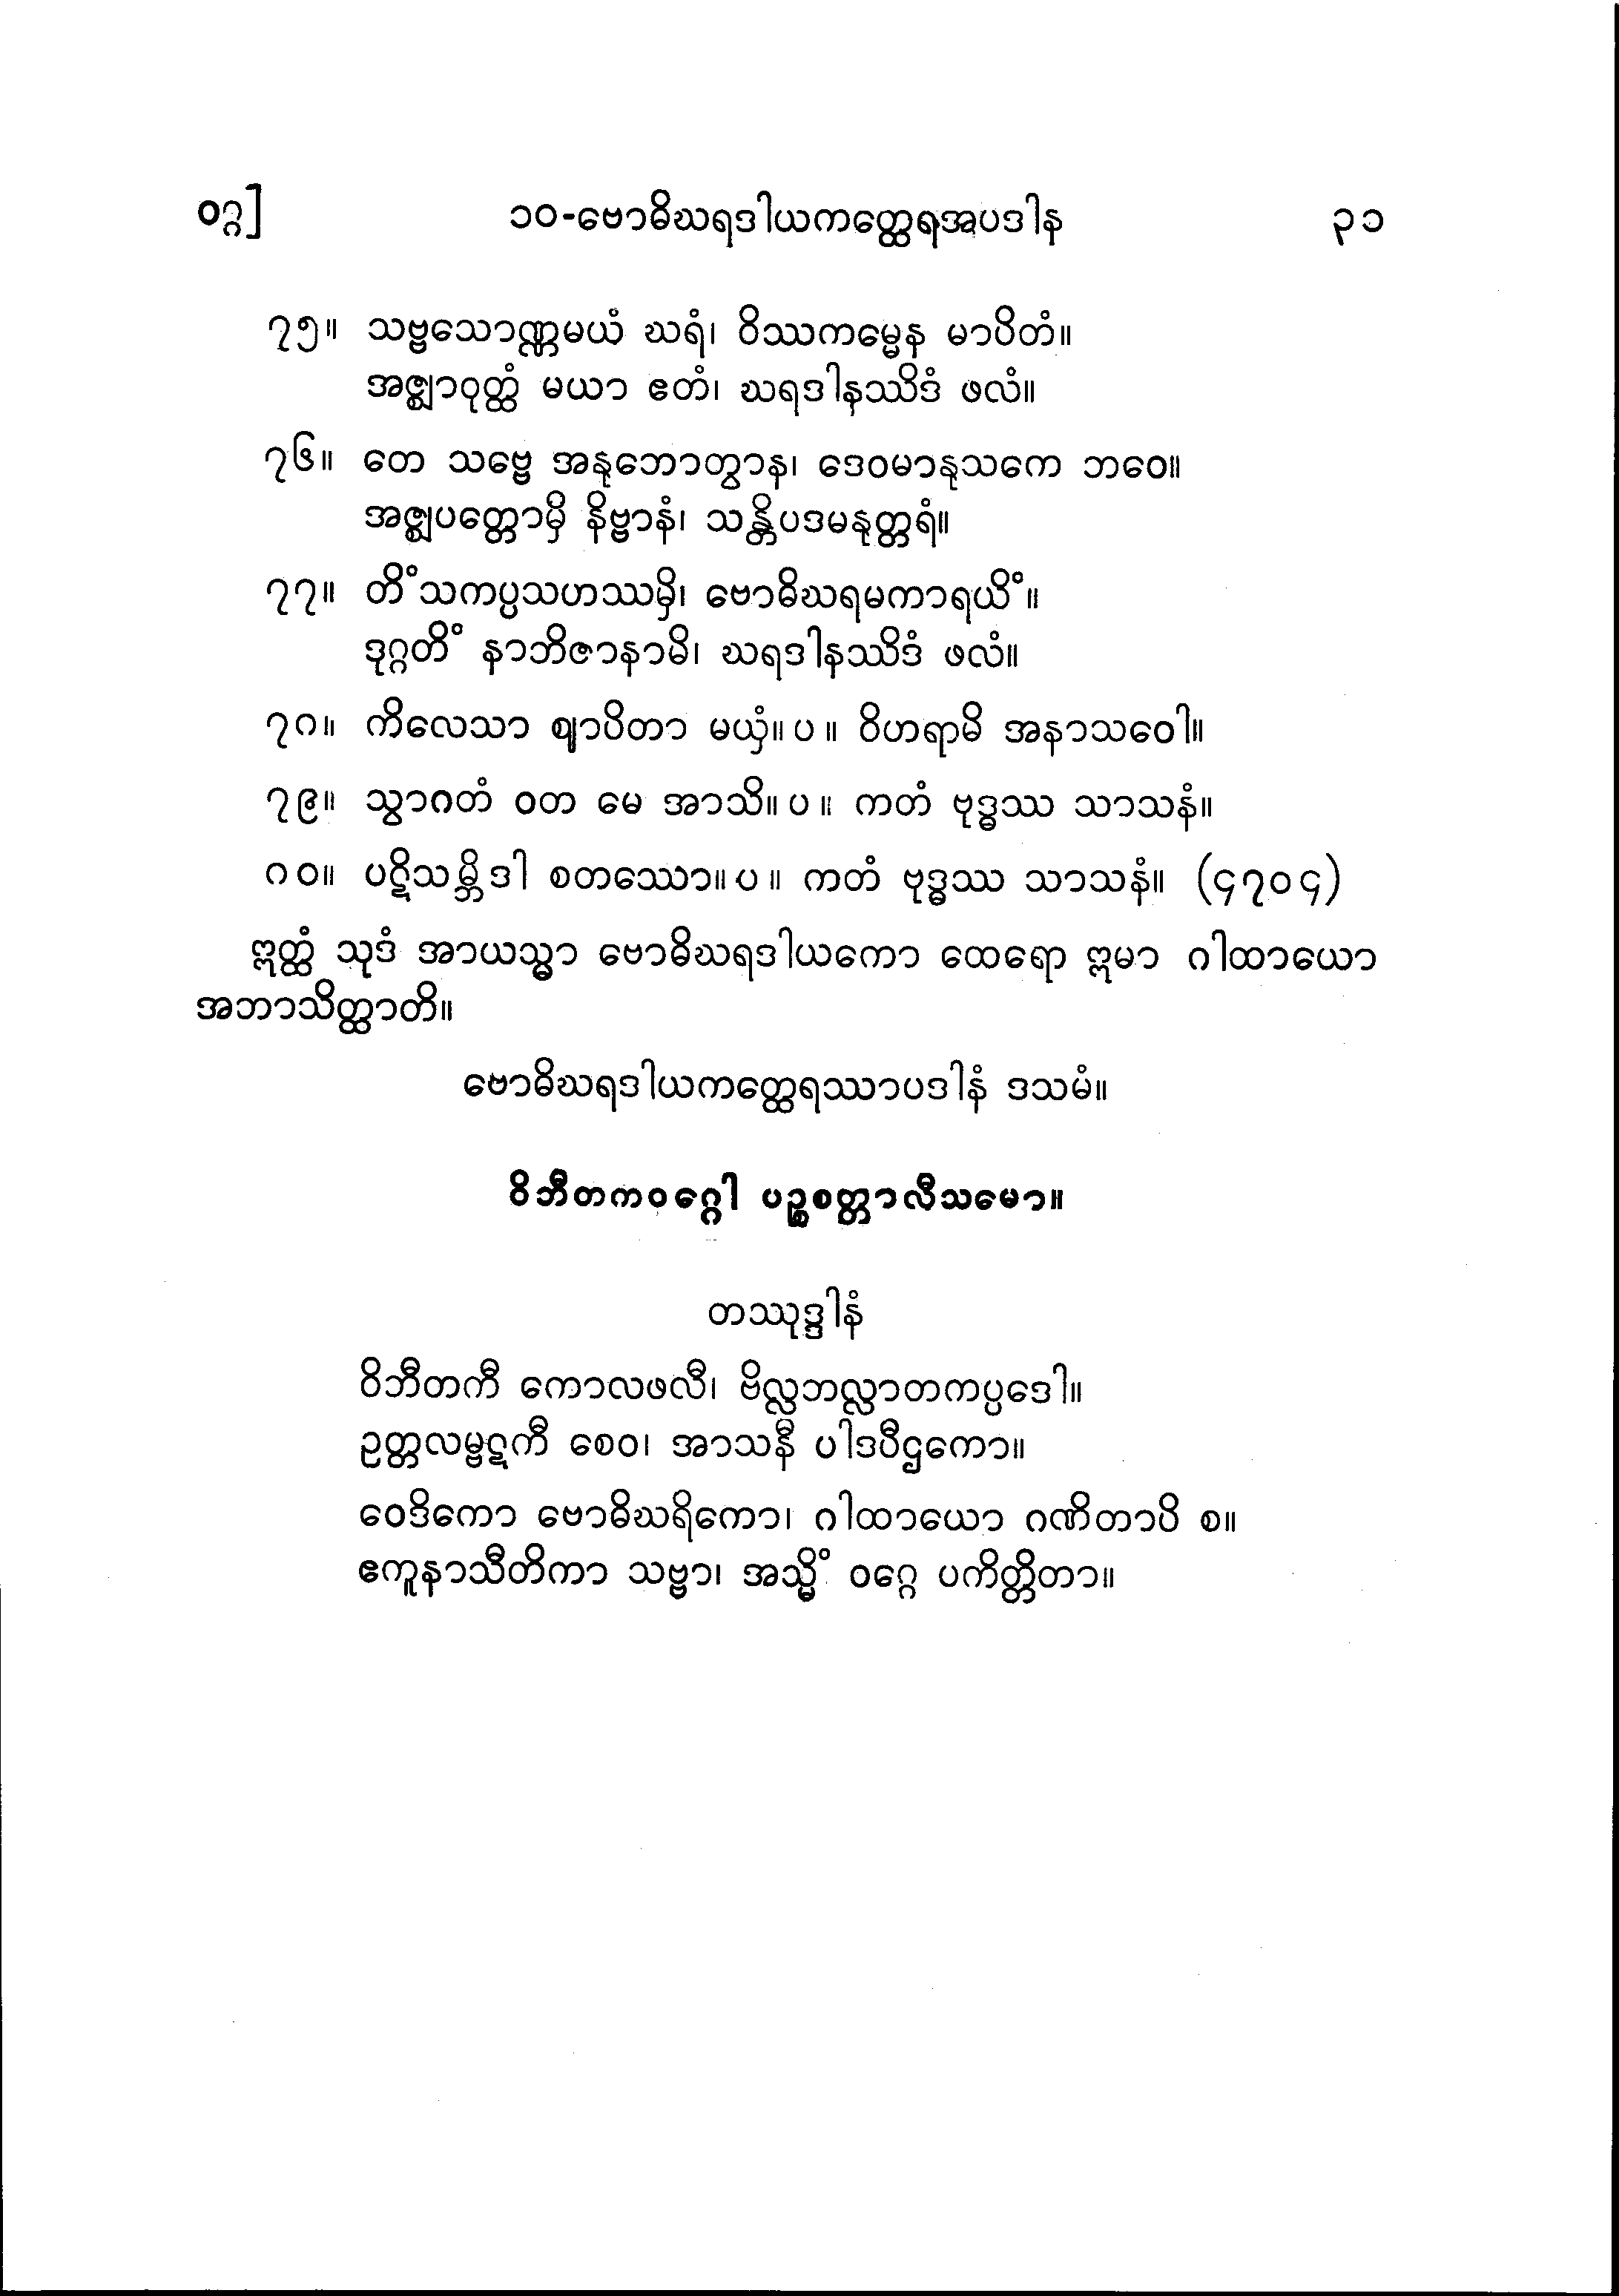 ဝဂ္ဂ]	၁၀-ဗောဓိဃရဒါယကတ္ထေရအပဒါန	၃၁
၇၅။ သဗ္ဗသောဏ္ဏမယံ ဃရံ၊ ဝိဿကမ္မေန မာပိတံ။
အဇ္ဈာဝုတ္ထံ မယာ ဧတံ၊ ဃရဒါနဿိဒံ ဖလံ။
၇၆။ တေ သဗ္ဗေ အနုဘောတွာန၊ ဒေဝမာနုသကေ ဘဝေ။
အဇ္ဈပတ္တောမှိ နိဗ္ဗာနံ၊ သန္တိပဒမနုတ္တရံ။
၇၇။ တိံသကပ္ပသဟဿမှိ၊ ဗောဓိဃရမကာရယိံ။
ဒုဂ္ဂတိံ နာဘိဇာနာမိ၊ ဃရဒါနဿိဒံ ဖလံ။
၇၈။ ကိလေသာ ဈာပိတာ မယှံ။ပ။ ဝိဟရာမိ အနာသဝေါ။
၇၉။ သွာဂတံ ဝတ မေ အာသိ။ပ။ ကတံ ဗုဒ္ဓဿ သာသနံ။
၈၀။ ပဋိသမ္ဘိဒါ စတဿော။ပ။ ကတံ ဗုဒ္ဓဿ သာသနံ။ (၄၇၀၄)
ဣတ္ထံ သုဒံ အာယသ္မာ ဗောဓိဃရဒါယကော ထေရော ဣမာ ဂါထာယော
အဘာသိတ္ထာတိ။
ဗောဓိဃရဒါယကတ္ထေရဿာပဒါနံ ဒသမံ။
ဝိဘီတကဝဂ္ဂေါ ပဉ္စစတ္တာလီသမော။
တဿုဒ္ဒါနံ
ဝိဘီတကီ ကောလဖလီ၊ ဗိလ္လဘလ္လာတကပ္ပဒေါ။
ဥတ္တလမ္ဗဋကီ စေဝ၊ အာသနီ ပါဒပီဌကော။
ဝေဒိကော ဗောဓိဃရိကော၊ ဂါထာယော ဂဏိတာပိ စ။
ဧကူနာသီတိကာ သဗ္ဗာ၊ အသ္မိံ ဝဂ္ဂေ ပကိတ္တိတာ။